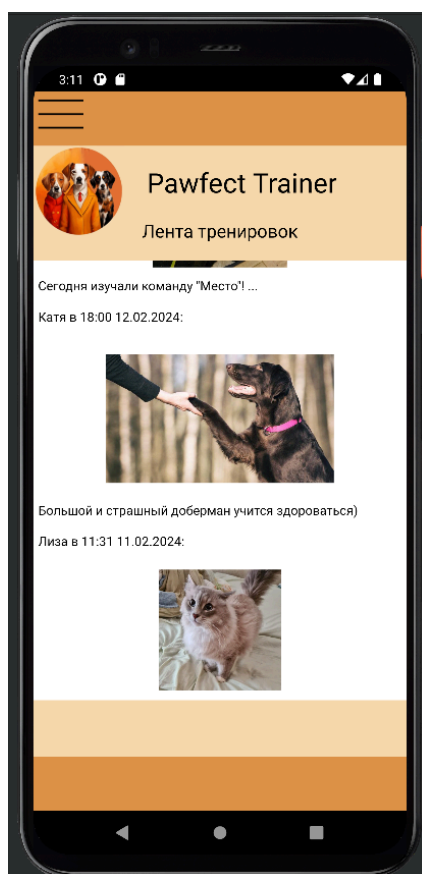 3:11
Pawfect Trainer
Лента тренировок
Сегодня изучали команду "Место"! ...
Катя в 18:00 12.02.2024:
Большой и страшный доберман учится здороваться)
Лиза в 11:31 11.02.2024: